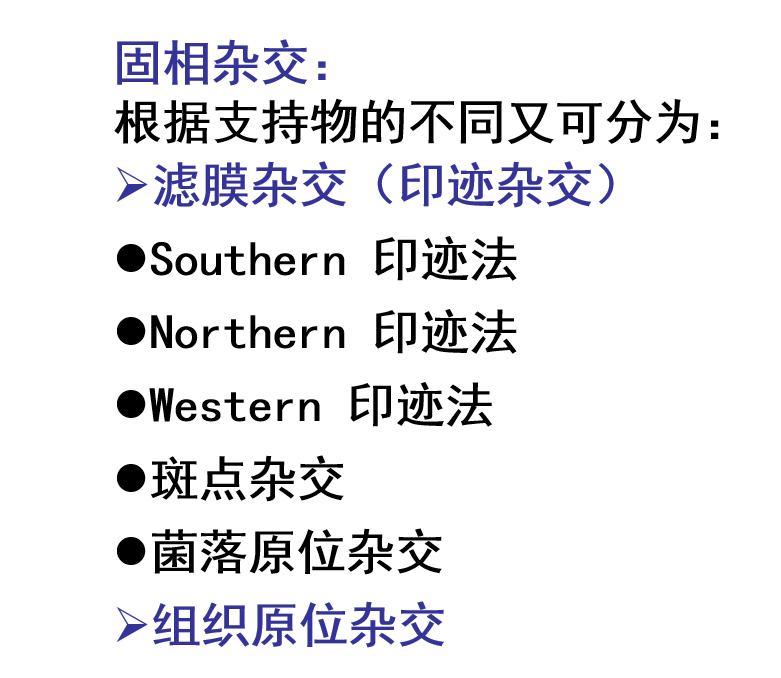 固相杂交：
根据支持物的不同又可分为：
➢滤膜杂交（印迹杂交）
●Southern 印迹法
●Northern 印迹法
●Western 印迹法
●斑点杂交
●菌落原位杂交
➢组织原位杂交